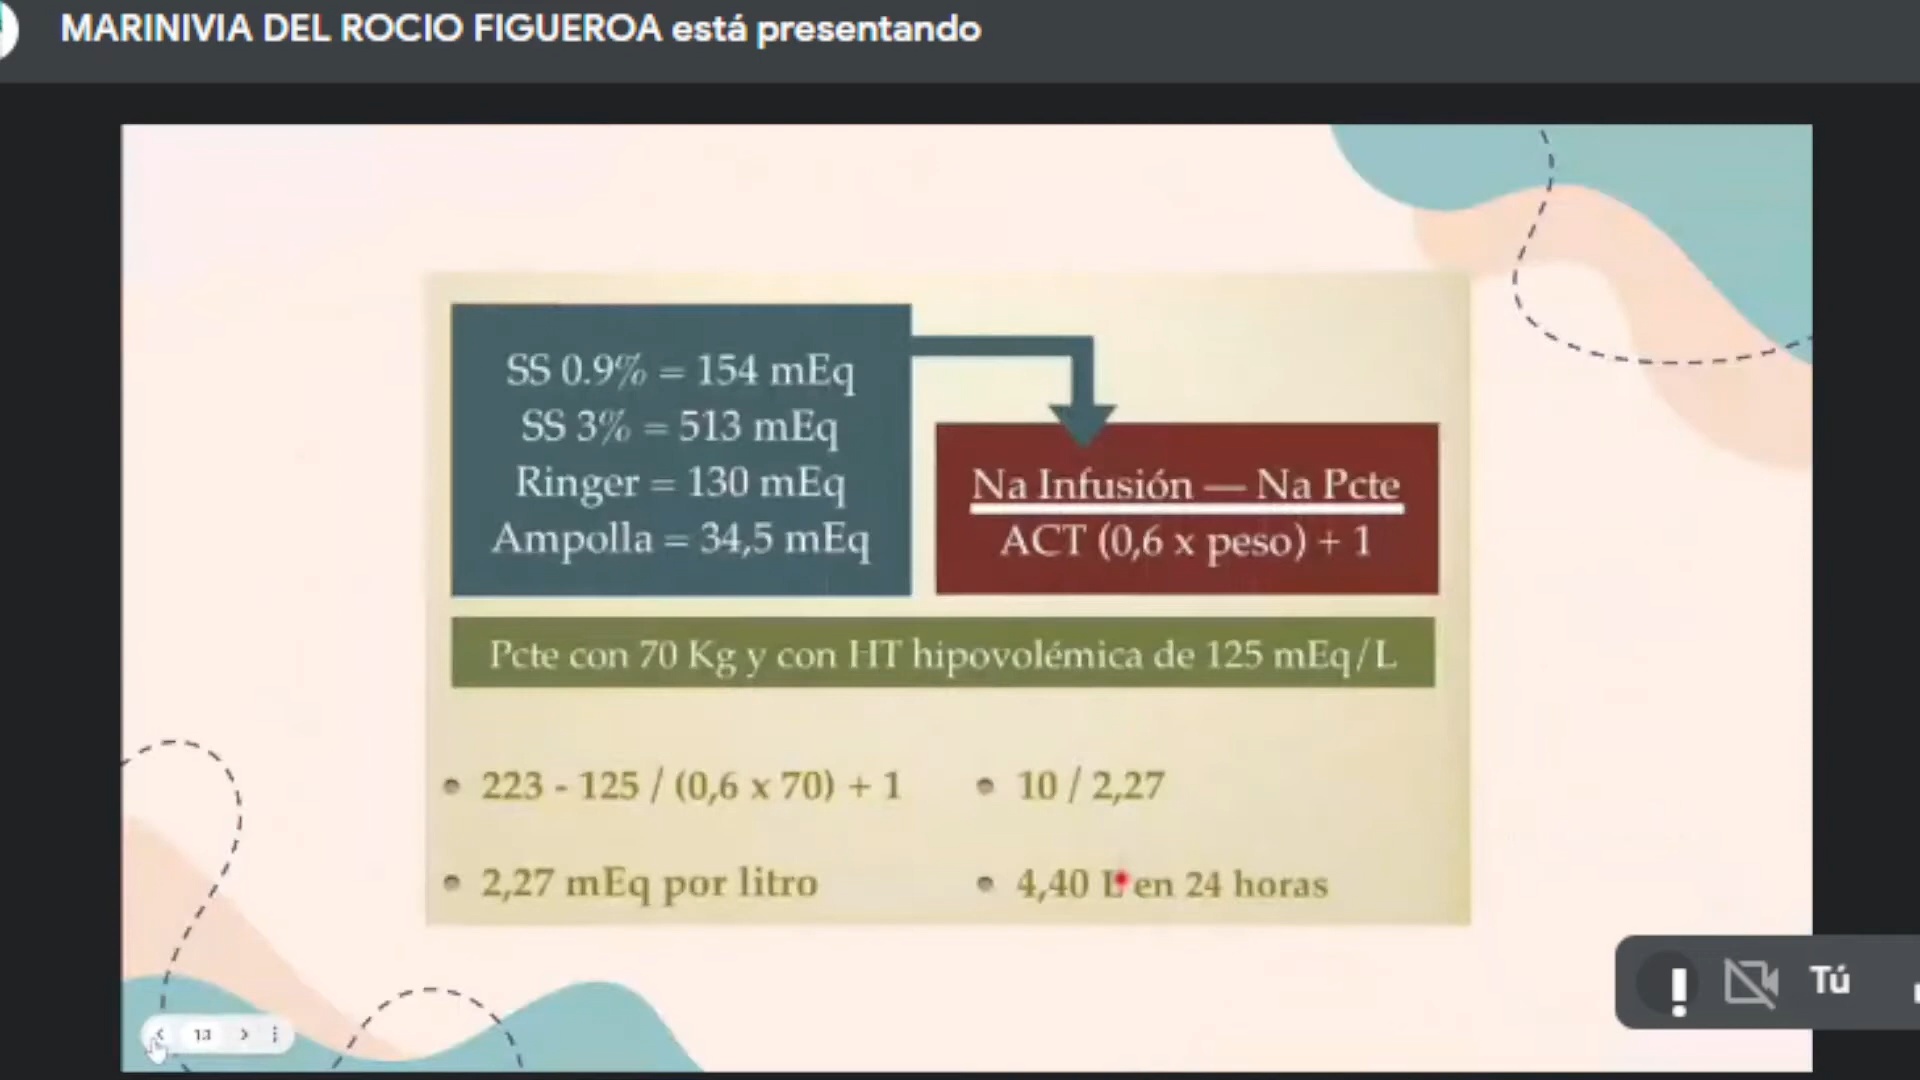 MARINIVIA DEL ROCIO FIGUEROA está presentando
SS 0.9% = 154 mEq
SS 3% = 513 mEq
Ringer = 130 mEq
Ampolla = 34,5 mEq
Na Infusión — Na Pcte
ACT (0,6 x peso) + 1
Pcte con 70 Kg y con HT hipovolémica de 125 mEq/L
• 223 - 125 / (0,6 x 70) + 1
• 2,27 mEq por litro
• 10 / 2,27
• 4,40 L en 24 horas
Tú